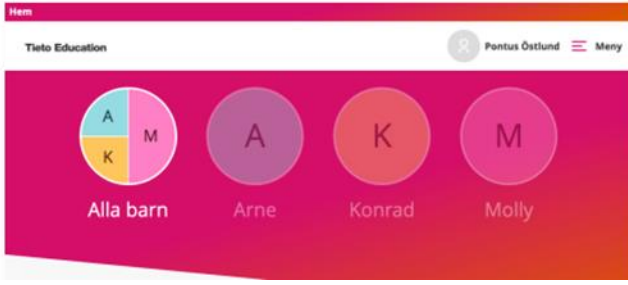 Hem
Tieto Education
Pontus Östlund
Meny
A
M
K
A
K
M
Alla barn
Arne
Konrad
Molly